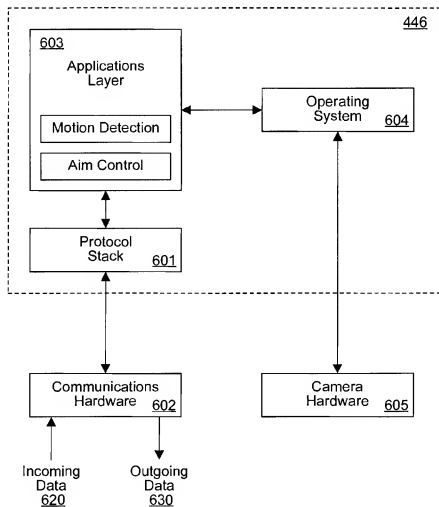 446
603
Applications
Layer
Motion Detection
Aim Control
Operating
System
604
Protocol
Stack
601
Communications
Hardware
602
Camera
Hardware
605
Incoming
Data
620
Outgoing
Data
630